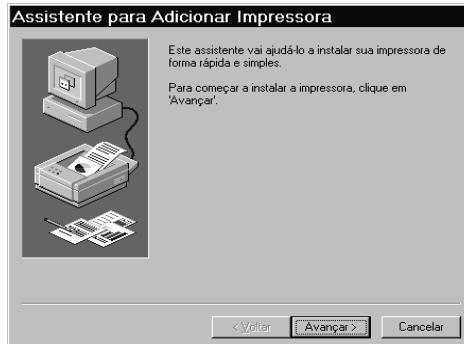 Assistente para Adicionar Impressora
Este assistente vai ajudá-lo a instalar sua impressora de
forma rápida e simples.
Para começar a instalar a impressora, clique em
'Avançar'.
< Voltar
Avançar >
Cancelar